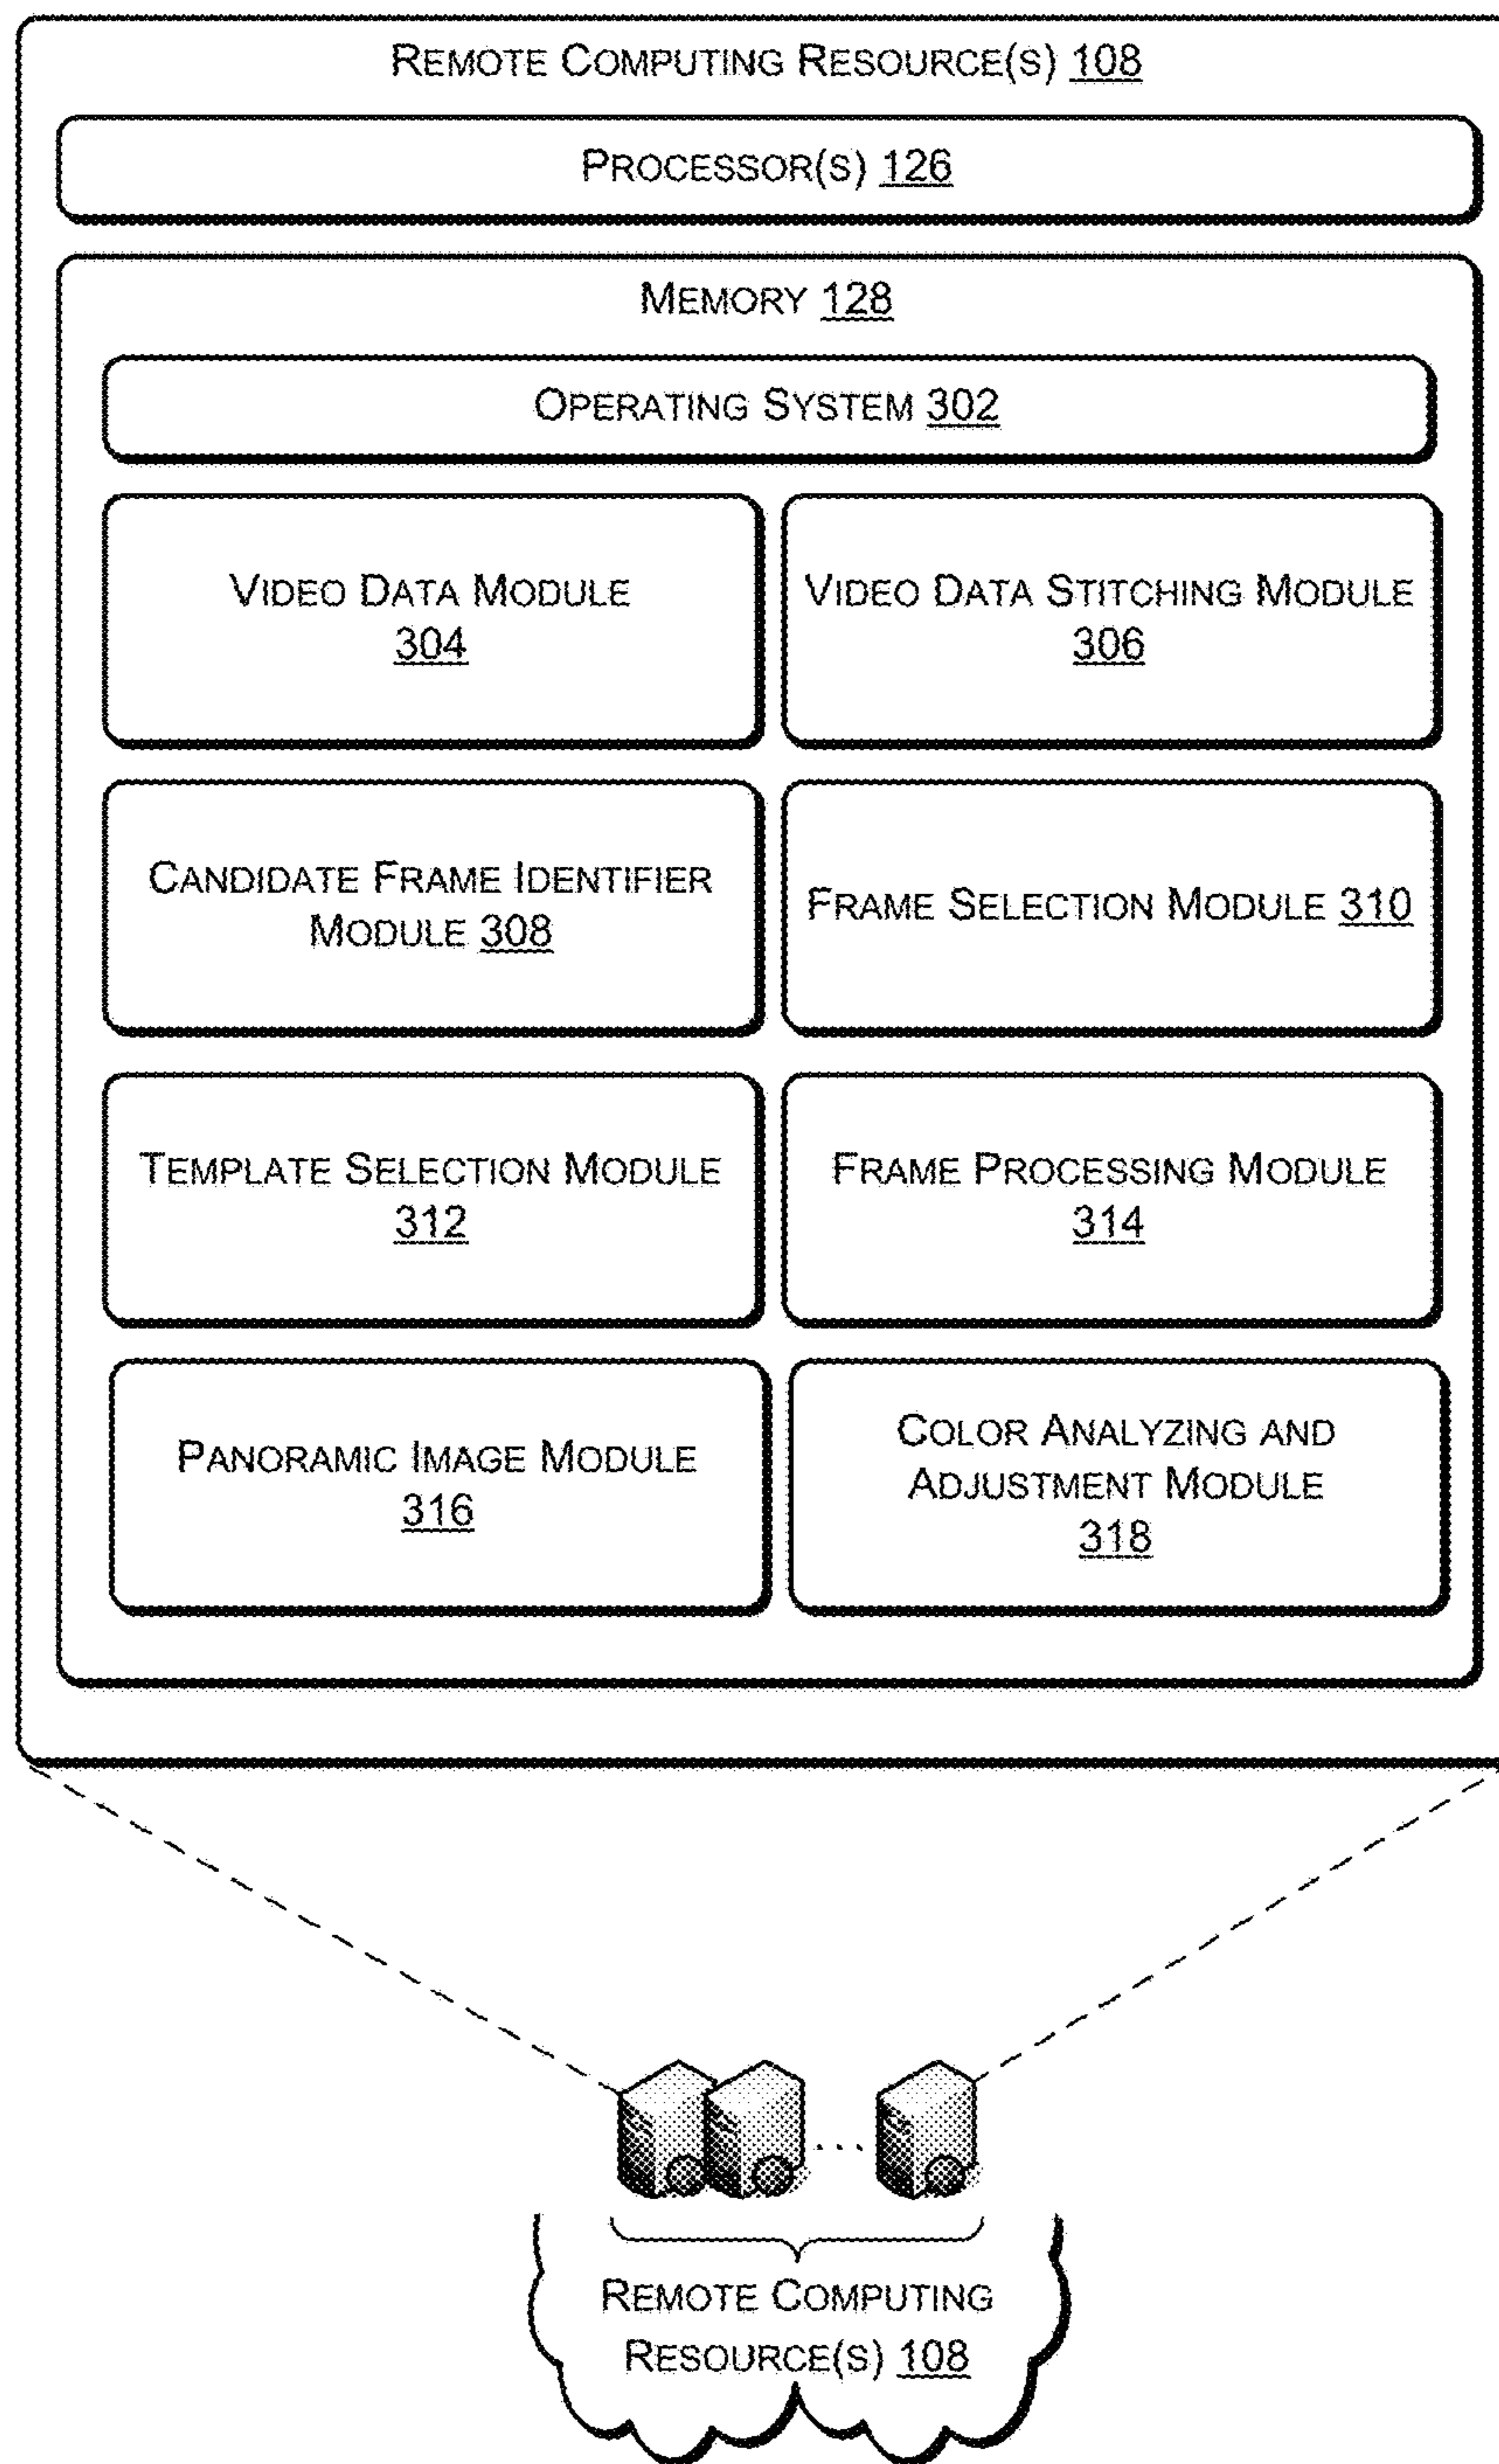 REMOTE COMPUTING RESOURCE(S) 108
PROCESSOR(S) 126
MEMORY 128
OPERATING SYSTEM 302
VIDEO DATA MODULE
304
VIDEO DATA STITCHING MODULE
306
CANDIDATE FRAME IDENTIFIER
MODULE 308
FRAME SELECTION MODULE 310
TEMPLATE SELECTION MODULE
312
FRAME PROCESSING MODULE
314
PANORAMIC IMAGE MODULE
316
COLOR ANALYZING AND
ADJUSTMENT MODULE
318
...
REMOTE COMPUTING
RESOURCE(S) 108